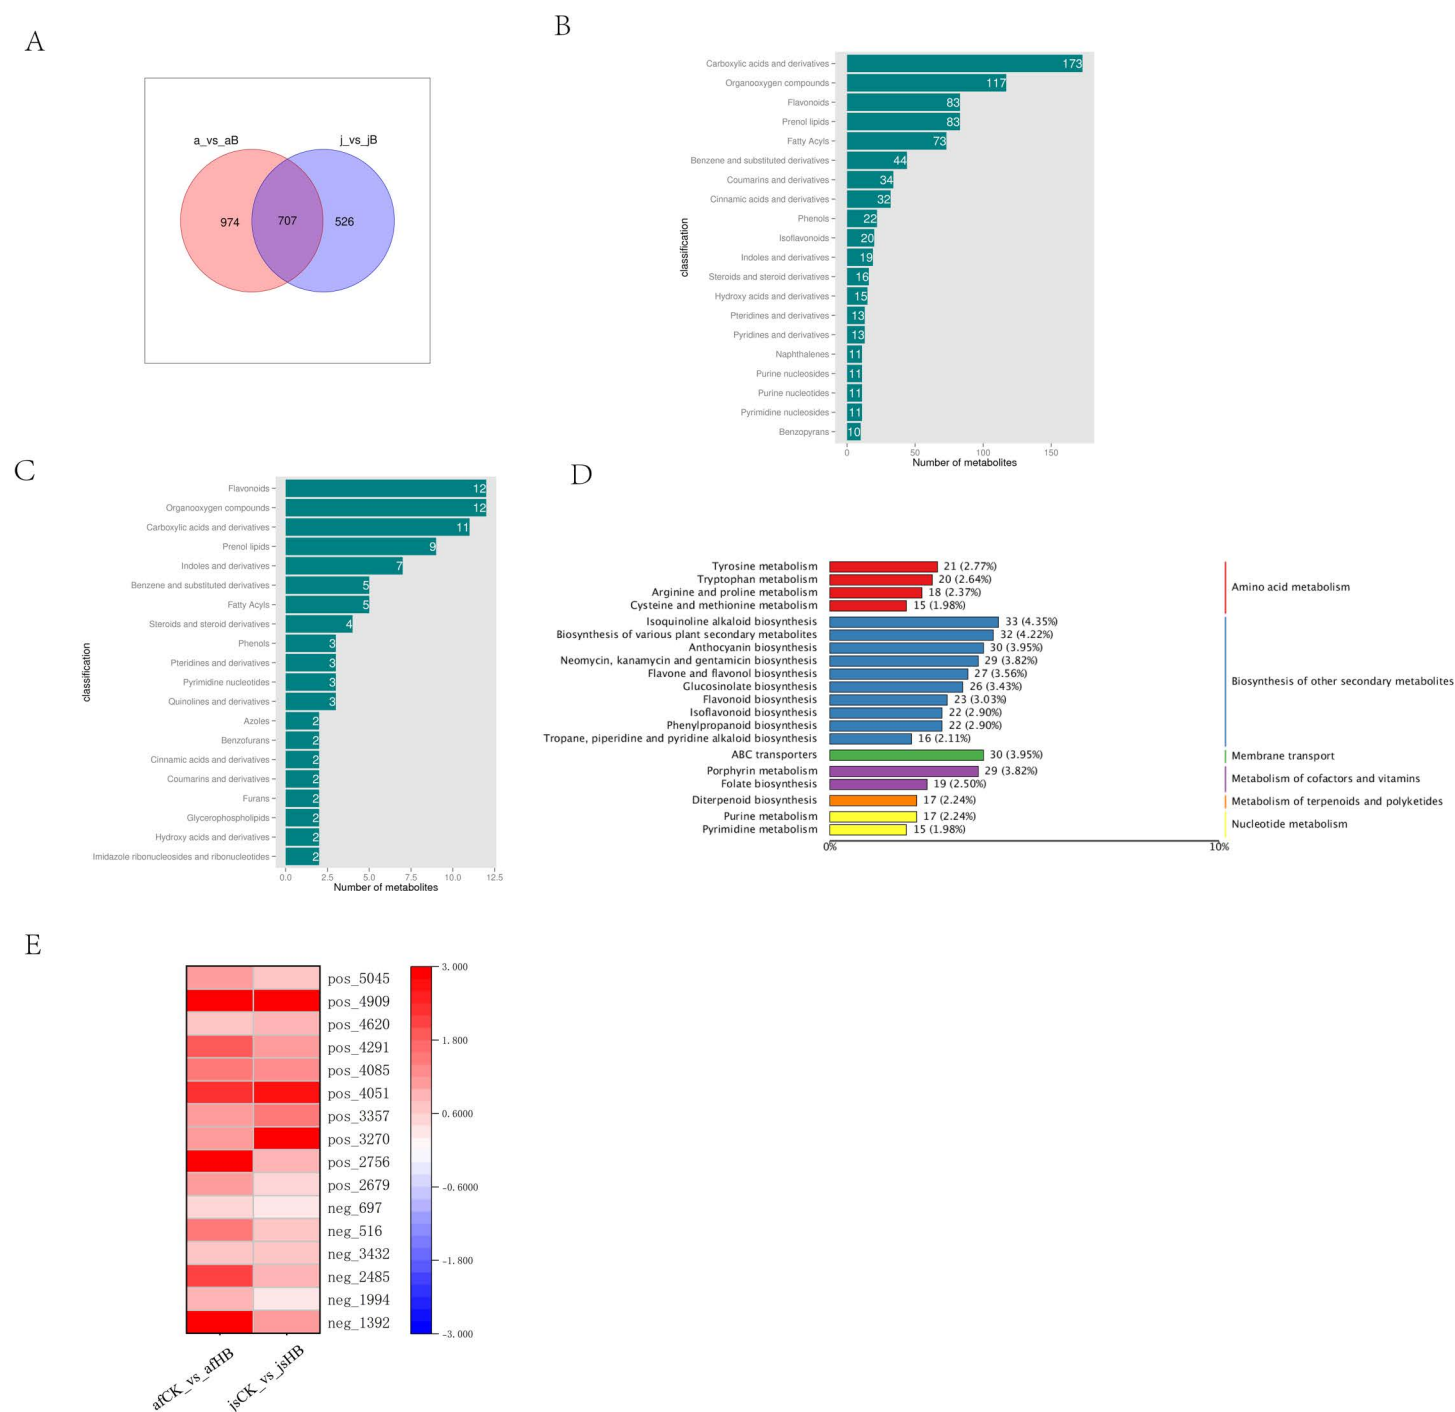 A
a_vs_aB
j_vs_jB
974
707
526
B
classification
Carboxylic acids and derivatives 173
Organooxygen compounds 117
Flavonoids 83
Prenol lipids 83
Fatty Acyls 73
Benzene and substituted derivatives 44
Coumarins and derivatives 34
Cinnamic acids and derivatives 32
Phenols 22
Isoflavonoids 20
Indoles and derivatives 19
Steroids and steroid derivatives 16
Hydroxy acids and derivatives 15
Pteridines and derivatives 13
Pyridines and derivatives 13
Naphthalenes 11
Purine nucleosides 11
Purine nucleotides 11
Pyrimidine nucleosides 11
Benzopyrans 10
0 50 100 150
Number of metabolites
C
classification
Flavonoids 12
Organooxygen compounds 12
Carboxylic acids and derivatives 11
Prenol lipids 9
Indoles and derivatives 7
Benzene and substituted derivatives 5
Fatty Acyls 5
Steroids and steroid derivatives 4
Phenols 3
Pteridines and derivatives 3
Pyrimidine nucleotides 3
Quinolines and derivatives 3
Azoles 2
Benzofurans 2
Cinnamic acids and derivatives 2
Coumarins and derivatives 2
Furans 2
Glycerophospholipids 2
Hydroxy acids and derivatives 2
Imidazole ribonucleosides and ribonucleotides 2
0.0 2.5 5.0 7.5 10.0 12.5
Number of metabolites
D
Tyrosine metabolism 21 (2.77%)
Tryptophan metabolism 20 (2.64%)
Arginine and proline metabolism 18 (2.37%)
Cysteine and methionine metabolism 15 (1.98%)
Amino acid metabolism
Isoquinoline alkaloid biosynthesis 33 (4.35%)
Biosynthesis of various plant secondary metabolites 32 (4.22%)
Anthocyanin biosynthesis 30 (3.95%)
Neomycin, kanamycin and gentamicin biosynthesis 29 (3.82%)
Flavone and flavonol biosynthesis 27 (3.56%)
Glucosinolate biosynthesis 26 (3.43%)
Flavonoid biosynthesis 23 (3.03%)
Isoflavonoid biosynthesis 22 (2.90%)
Phenylpropanoid biosynthesis 22 (2.90%)
Tropane, piperidine and pyridine alkaloid biosynthesis 16 (2.11%)
Biosynthesis of other secondary metabolites
ABC transporters 30 (3.95%)
Membrane transport
Porphyrin metabolism 29 (3.82%)
Folate biosynthesis 19 (2.50%)
Metabolism of cofactors and vitamins
Diterpenoid biosynthesis 17 (2.24%)
Metabolism of terpenoids and polyketides
Purine metabolism 17 (2.24%)
Pyrimidine metabolism 15 (1.98%)
Nucleotide metabolism
0% 10%
E
pos_5045
pos_4909
pos_4620
pos_4291
pos_4085
pos_4051
pos_3357
pos_3270
pos_2756
pos_2679
neg_697
neg_516
neg_3432
neg_2485
neg_1994
neg_1392
3.000
1.800
0.6000
-0.6000
-1.800
-3.000
afCK_vs_afHB
jsCK_vs_jsHB